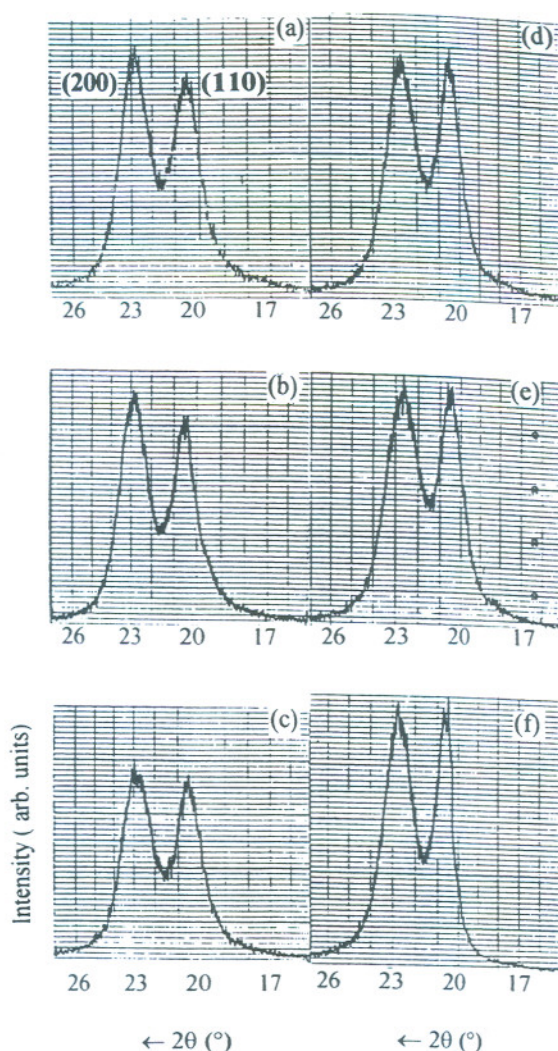 (a) (d)
(200) (110)
26 23 20 17 26 23 20 17
(b) (e)
26 23 20 17 26 23 20 17
(c) (f)
Intensity ( arb. units)
26 23 20 17 26 23 20 17
← 2θ (°) ← 2θ (°)